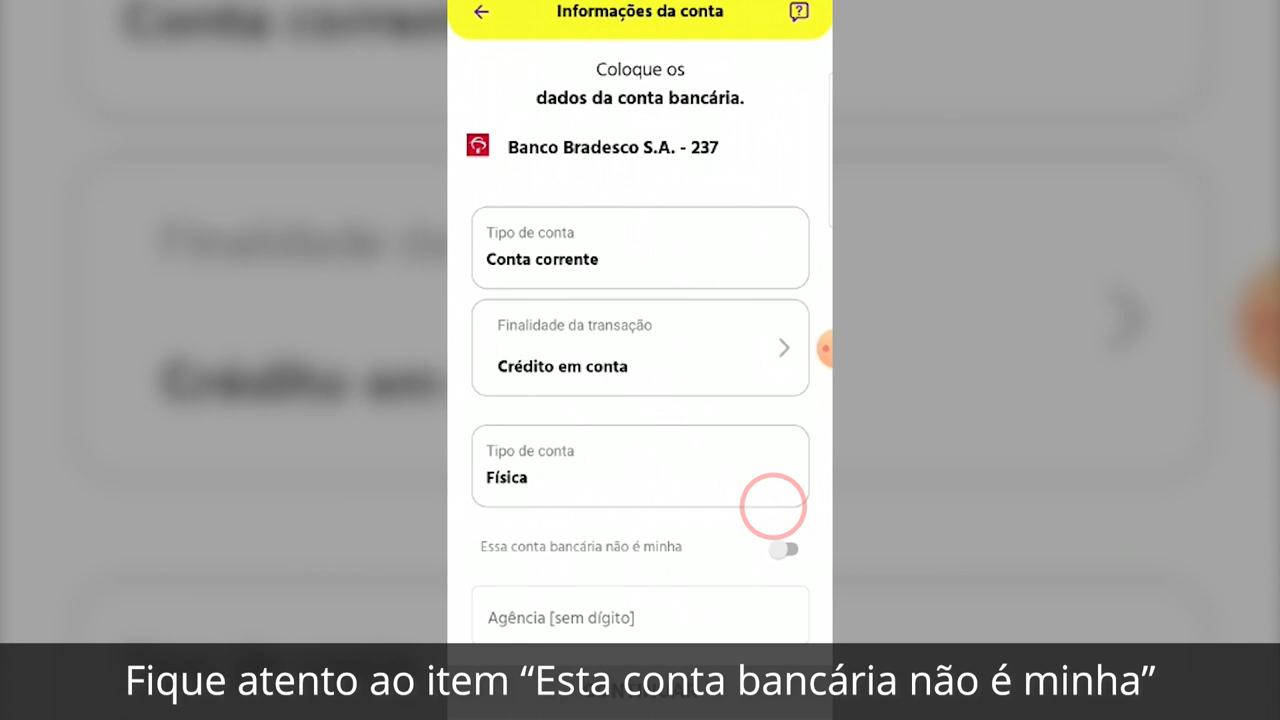 Informações da conta
Coloque os
dados da conta bancária.
Banco Bradesco S.A. - 237
Tipo de conta
Conta corrente
Finalidade da transação
Crédito em conta
Tipo de conta
Física
Essa conta bancária não é minha
Agência [sem dígito]
Fique atento ao item “Esta conta bancária não é minha”